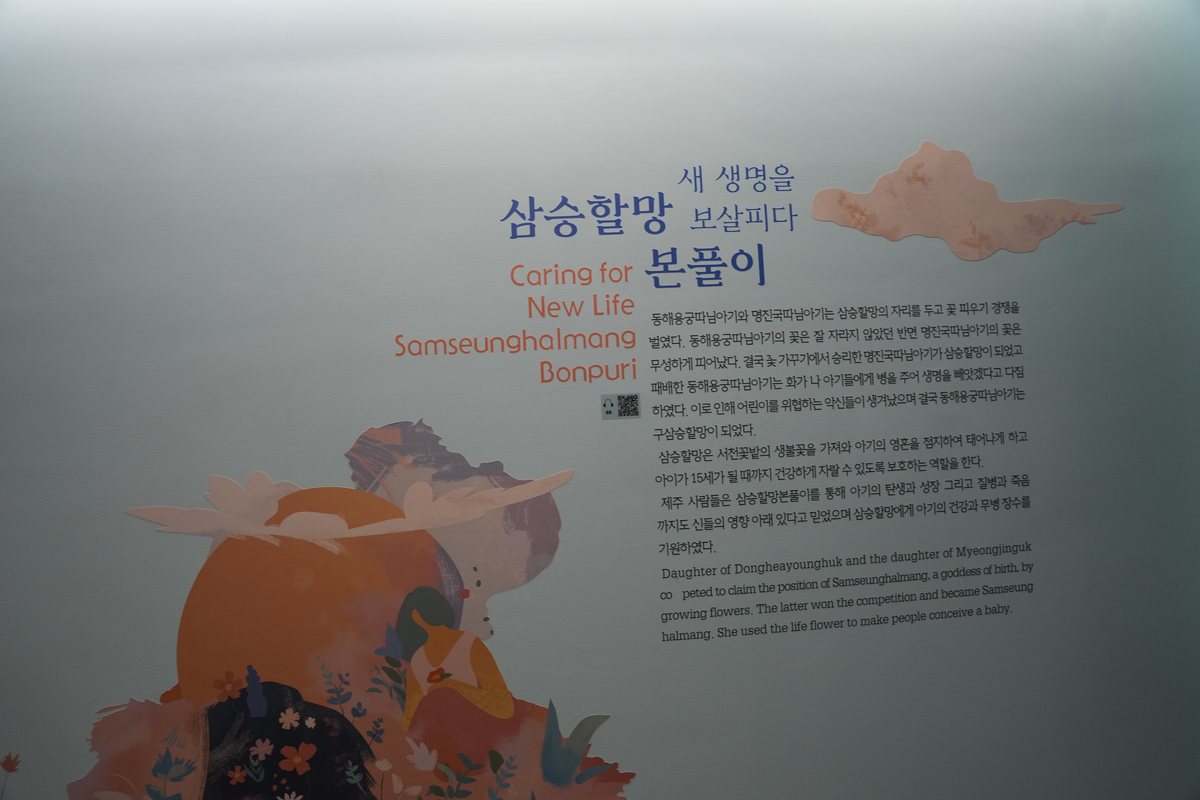 새 생명을
보살피다
삼승할망
본풀이
Caring for
New Life
Samseunghalmang
Bonpuri
동해용궁따님아기와 명진국따님아기는 삼승할망의 자리를 두고 꽃 피우기 경쟁을
벌였다. 동해용궁따님아기의 꽃은 잘 자라지 않았던 반면 명진국따님아기의 꽃은
무성하게 피어났다. 결국 꽃 가꾸기에서 승리한 명진국따님아기가 삼승할망이 되었고
패배한 동해용궁따님아기는 화가 나 아기들에게 병을 주어 생명을 빼앗겠다고 다짐
하였다. 이로 인해 어린이를 위협하는 악신들이 생겨났으며 결국 동해용궁따님아기는
구삼승할망이 되었다.
삼승할망은 서천꽃밭의 생불꽃을 가져와 아기의 영혼을 점지하여 태어나게 하고
아이가 15세가 될 때까지 건강하게 자랄 수 있도록 보호하는 역할을 한다.
제주 사람들은 삼승할망본풀이를 통해 아기의 탄생과 성장 그리고 질병과 죽음
까지도 신들의 영향 아래 있다고 믿었으며 삼승할망에게 아기의 건강과 무병 장수를
기원하였다.
Daughter of Dongheayounghuk and the daughter of Myeongjinguk
co peted to claim the position of Samseunghalmang, a goddess of birth, by
growing flowers. The latter won the competition and became Samseung
halmang. She used the life flower to make people conceive a baby.